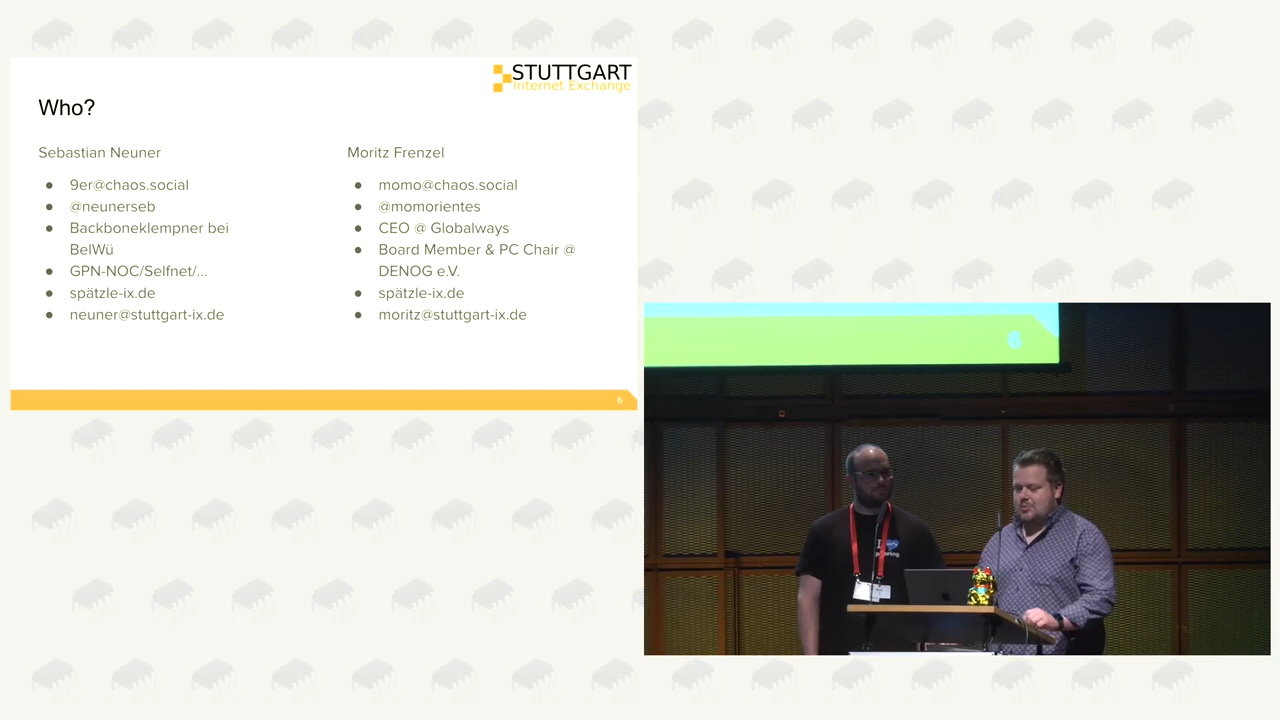 STUTTGART
Internet Exchange
Who?
Sebastian Neuner
9er@chaos.social
@neunerseb
Backboneklempner bei
BelWü
GPN-NOC/Selfnet/...
spätzle-ix.de
neuner@stuttgart-ix.de
Moritz Frenzel
momo@chaos.social
@momorientes
CEO @ Globalways
Board Member & PC Chair @
DENOG e.V.
spätzle-ix.de
moritz@stuttgart-ix.de
6
6
I